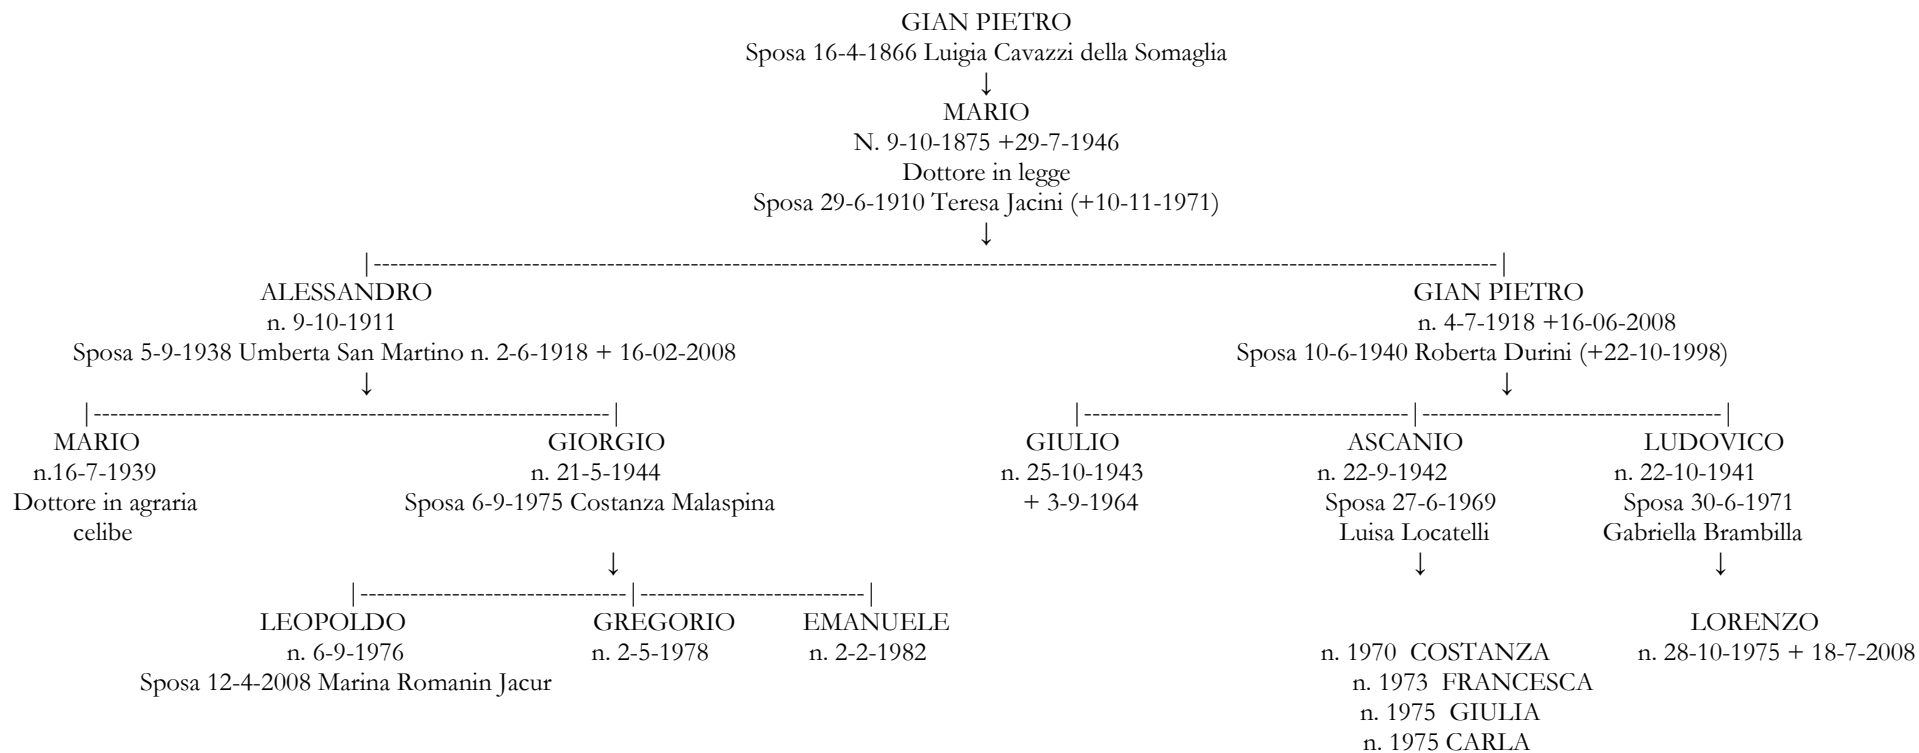 GIAN PIETRO
Sposa 16-4-1866 Luigia Cavazzi della Somaglia
↓
MARIO
N. 9-10-1875 +29-7-1946
Dottore in legge
Sposa 29-6-1910 Teresa Jacini (+10-11-1971)
↓
ALESSANDRO GIAN PIETRO
n. 9-10-1911 n. 4-7-1918 +16-06-2008
Sposa 5-9-1938 Umberta San Martino n. 2-6-1918 + 16-02-2008 Sposa 10-6-1940 Roberta Durini (+22-10-1998)
↓ ↓
MARIO GIORGIO GIULIO ASCANIO LUDOVICO
n.16-7-1939 n. 21-5-1944 n. 25-10-1943 n. 22-9-1942 n. 22-10-1941
Dottore in agraria Sposa 6-9-1975 Costanza Malaspina + 3-9-1964 Sposa 27-6-1969 Sposa 30-6-1971
celibe Luisa Locatelli Gabriella Brambilla
↓ ↓ ↓
LEOPOLDO GREGORIO EMANUELE LORENZO
n. 6-9-1976 n. 2-5-1978 n. 2-2-1982 n. 1970 COSTANZA n. 28-10-1975 + 18-7-2008
Sposa 12-4-2008 Marina Romanin Jacur n. 1973 FRANCESCA
n. 1975 GIULIA
n. 1975 CARLA